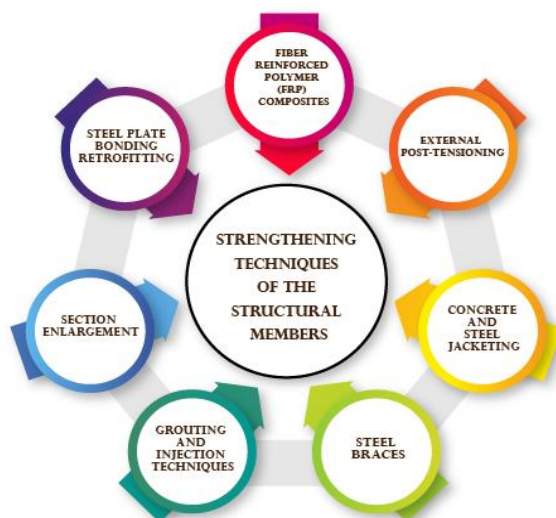 FIBER
REINFORCED
POLYMER
(FRP)
COMPOSITES
EXTERNAL
POST-TENSIONING
CONCRETE
AND
STEEL
JACKETING
STEEL
BRACES
GROUTING
AND
INJECTION
TECHNIQUES
SECTION
ENLARGEMENT
STEEL PLATE
BONDING
RETROFITTING
STRENGTHENING
TECHNIQUES
OF THE
STRUCTURAL
MEMBERS